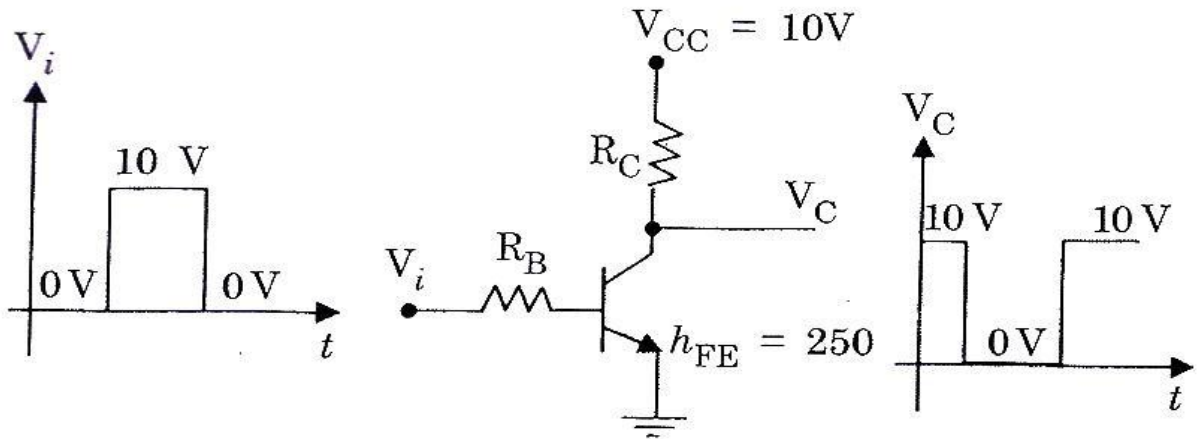 V_i
10 V
0 V
0 V
t
V_CC = 10V
R_C
V_C
V_i
R_B
h_FE = 250
V_C
10 V
10 V
0 V
t